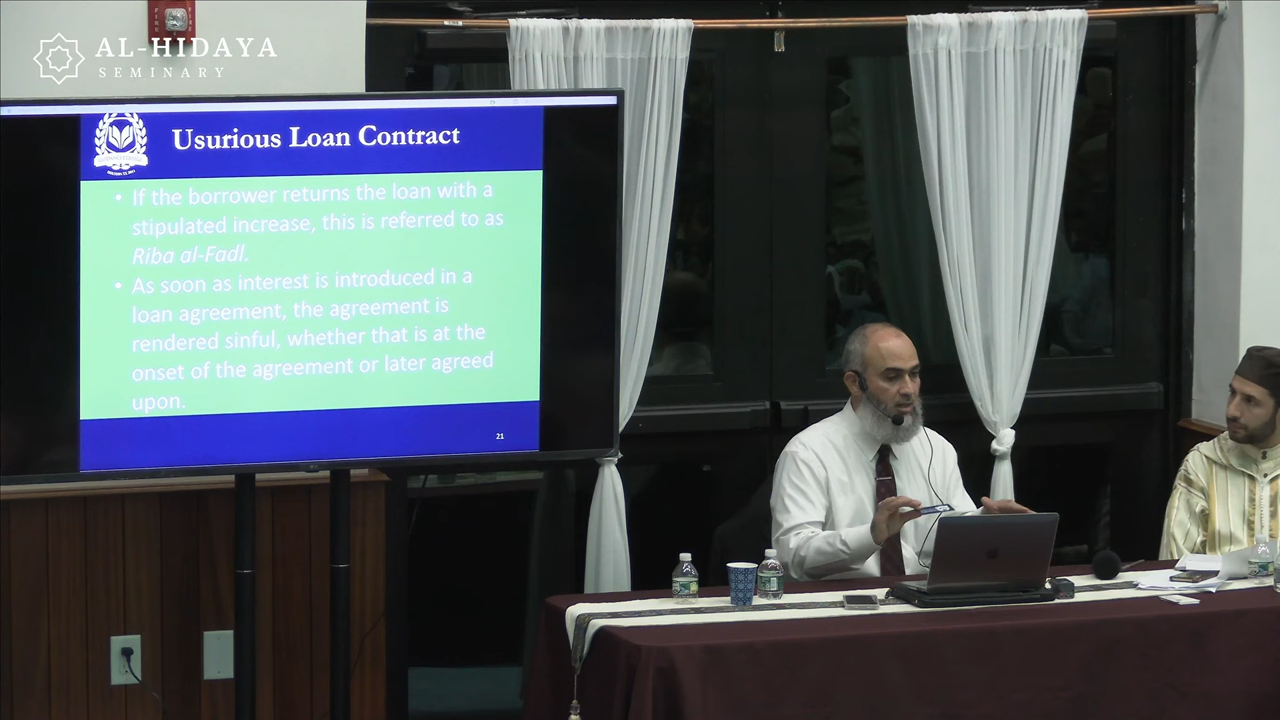 FIRE
AL-HIDAYA
SEMINARY
Usurious Loan Contract
• If the borrower returns the loan with a
stipulated increase, this is referred to as
Riba al-Fadl.
• As soon as interest is introduced in a
loan agreement, the agreement is
rendered sinful, whether that is at the
onset of the agreement or later agreed
upon.
21